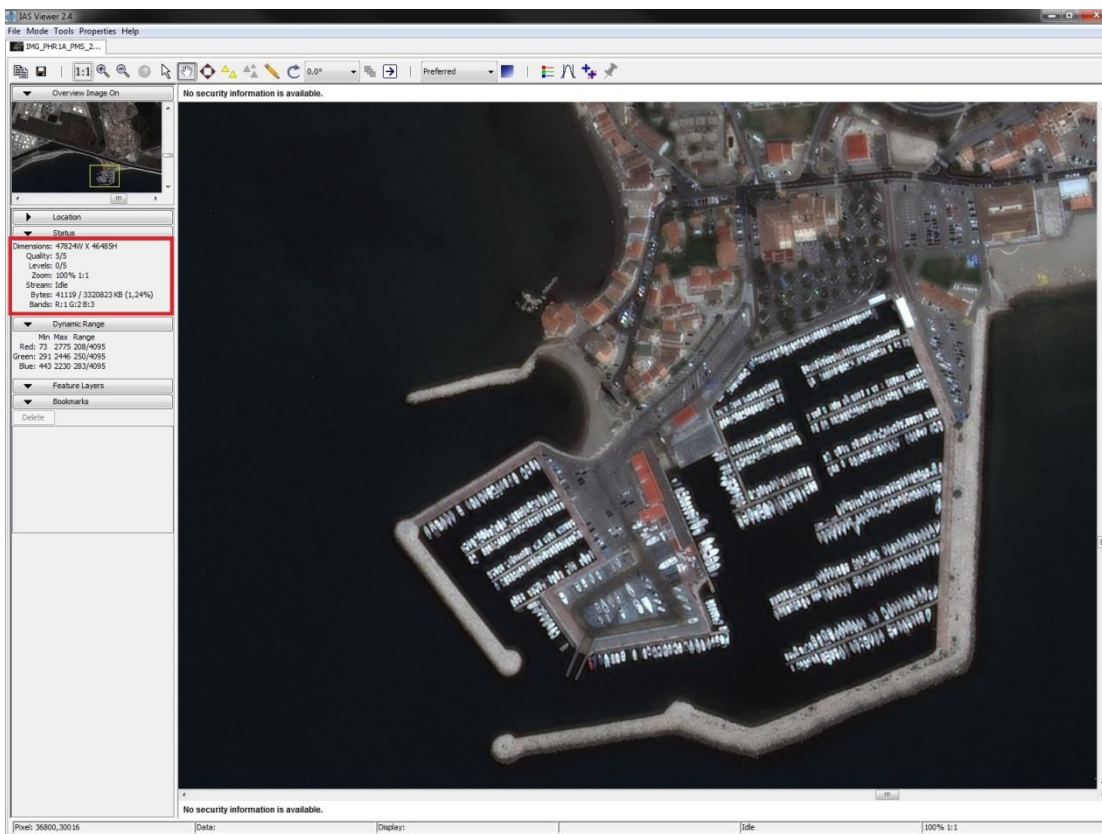 IAS Viewer 2.4
File Mode Tools Properties Help
IMG_PHR1A_PMS_2...
1:1 0.0° Preferred
Overview Image On
No security information is available.
Location
Status
Dimensions: 47824W X 46485H
Quality: 5/5
Levels: 0/5
Zoom: 100% 1:1
Stream: Idle
Bytes: 41119 / 3320823 KB (1,24%)
Bands: R:1 G:2 B:3
Dynamic Range
Min Max Range
Red: 73 2775 208/4095
Green: 291 2446 250/4095
Blue: 443 2230 283/4095
Feature Layers
Bookmarks
Delete
No security information is available.
Pixel: 36800,30016 Data: Display: Idle 100% 1:1